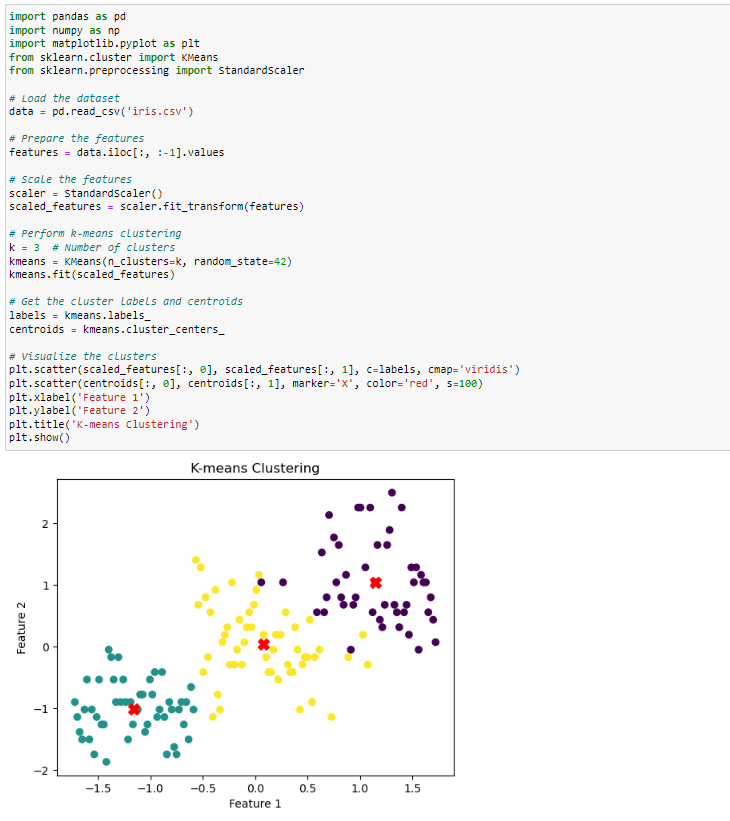 import pandas as pd
import numpy as np
import matplotlib.pyplot as plt
from sklearn.cluster import KMeans
from sklearn.preprocessing import StandardScaler
# Load the dataset
data = pd.read_csv('iris.csv')
# Prepare the features
features = data.iloc[:, :-1].values
# Scale the features
scaler = StandardScaler()
scaled_features = scaler.fit_transform(features)
# Perform k-means clustering
k = 3  # Number of clusters
kmeans = KMeans(n_clusters=k, random_state=42)
kmeans.fit(scaled_features)
# Get the cluster labels and centroids
labels = kmeans.labels_
centroids = kmeans.cluster_centers_
# Visualize the clusters
plt.scatter(scaled_features[:, 0], scaled_features[:, 1], c=labels, cmap='viridis')
plt.scatter(centroids[:, 0], centroids[:, 1], marker='X', color='red', s=100)
plt.xlabel('Feature 1')
plt.ylabel('Feature 2')
plt.title('K-means Clustering')
plt.show()
K-means Clustering
2
1
0
−1
−2
Feature 2
−1.5 −1.0 −0.5 0.0 0.5 1.0 1.5
Feature 1